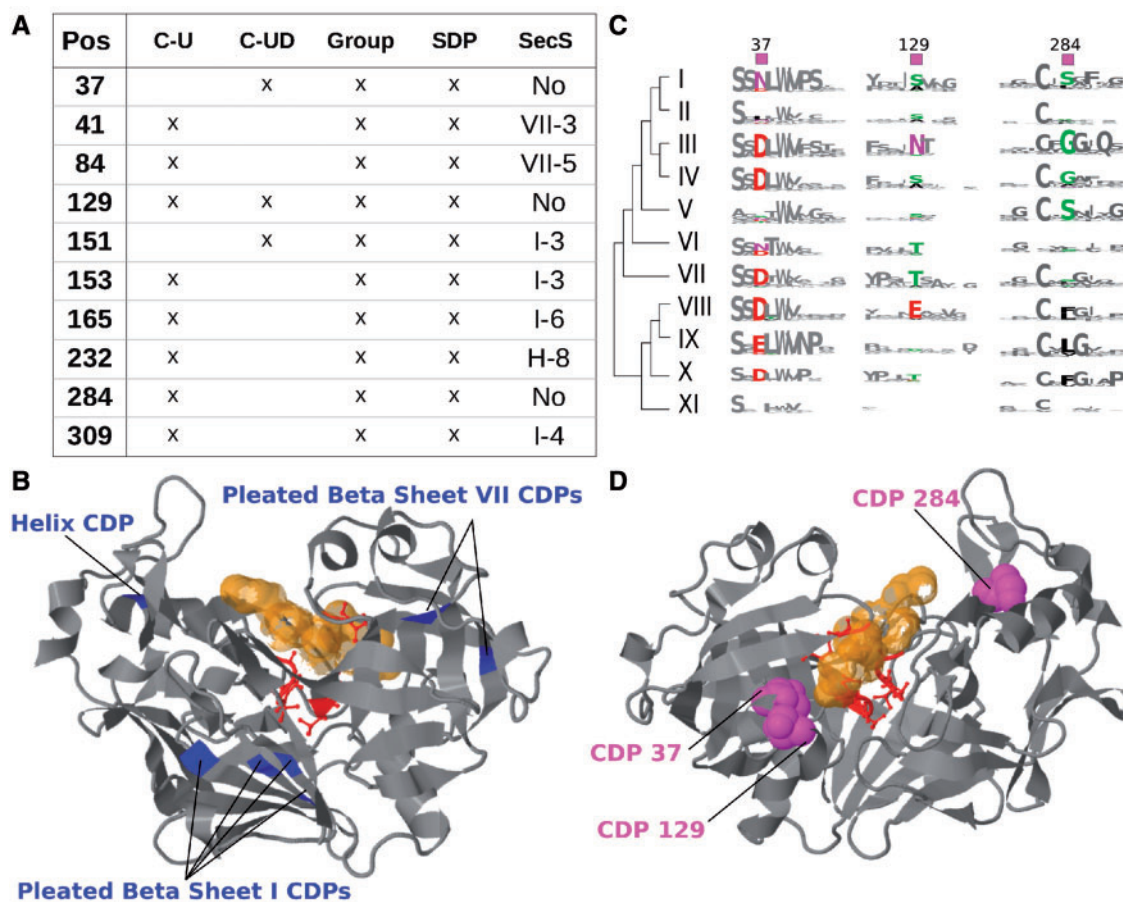 A
Pos C-U C-UD Group SDP SecS
37 x x x No
41 x x x VII-3
84 x x x VII-5
129 x x x x No
151 x x x I-3
153 x x x I-3
165 x x x I-6
232 x x x H-8
284 x x x No
309 x x x I-4
C
37 129 284
I
II
III
IV
V
VI
VII
VIII
IX
X
XI
B
Pleated Beta Sheet VII CDPs
Helix CDP
Pleated Beta Sheet I CDPs
D
CDP 284
CDP 37
CDP 129